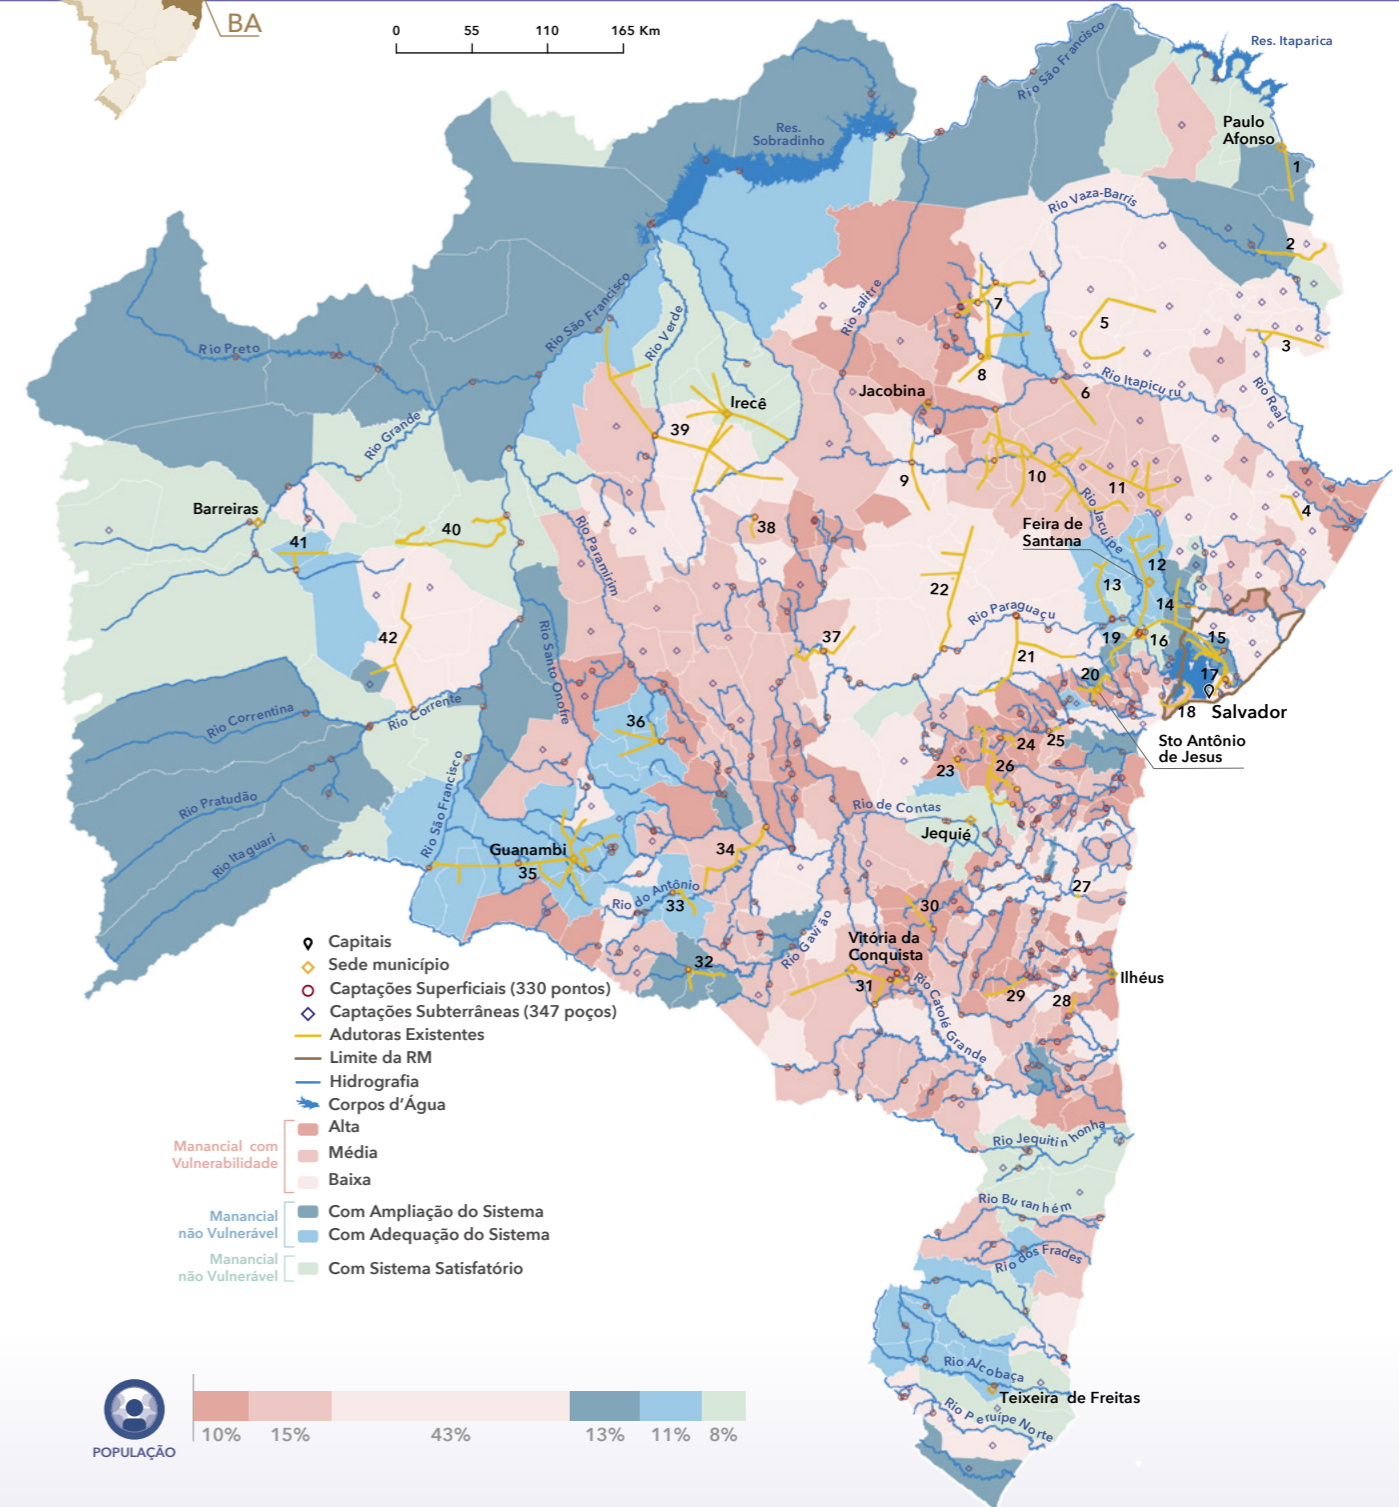 BA
0 55 110 165 Km
Rio São Francisco
Res. Itaparica
Paulo
Afonso
1
Res.
Sobradinho
Rio Vaza-Barris
2
Rio São Francisco
Rio Verde
Rio Salitre
7
5
3
Rio Preto
8
Rio Itapicuru
6
Rio Real
Jacobina
Irecê
39
Rio Grande
9
10
11
4
Barreiras
40
41
38
Rio Paramirim
Rio Jacuípe
Feira de
Santana
12
13
14
22
Rio Paraguaçu
42
37
19
16
15
21
20
17
18
Salvador
Rio Santo Onofre
Rio Correntina
Rio Corrente
36
24
25
Sto Antônio
de Jesus
23
26
Rio São Francisco
Rio Pratudão
Rio de Contas
Jequié
Rio Itaguari
Guanambi
35
34
27
Rio do Antônio
33
30
Rio Gavião
Vitória da
Conquista
32
31
Rio Catolé Grande
29
28
Ilhéus
Capitais
Sede município
Captações Superficiais (330 pontos)
Captações Subterrâneas (347 poços)
Adutoras Existentes
Limite da RM
Hidrografia
Corpos d'Água
Manancial com
Vulnerabilidade
Alta
Média
Baixa
Manancial
não Vulnerável
Com Ampliação do Sistema
Com Adequação do Sistema
Manancial
não Vulnerável
Com Sistema Satisfatório
Rio Jequitinhonha
Rio Buranhém
Rio dos Frades
Rio Alcobaça
Teixeira de Freitas
Rio Peruípe Norte
POPULAÇÃO
10% 15% 43% 13% 11% 8%